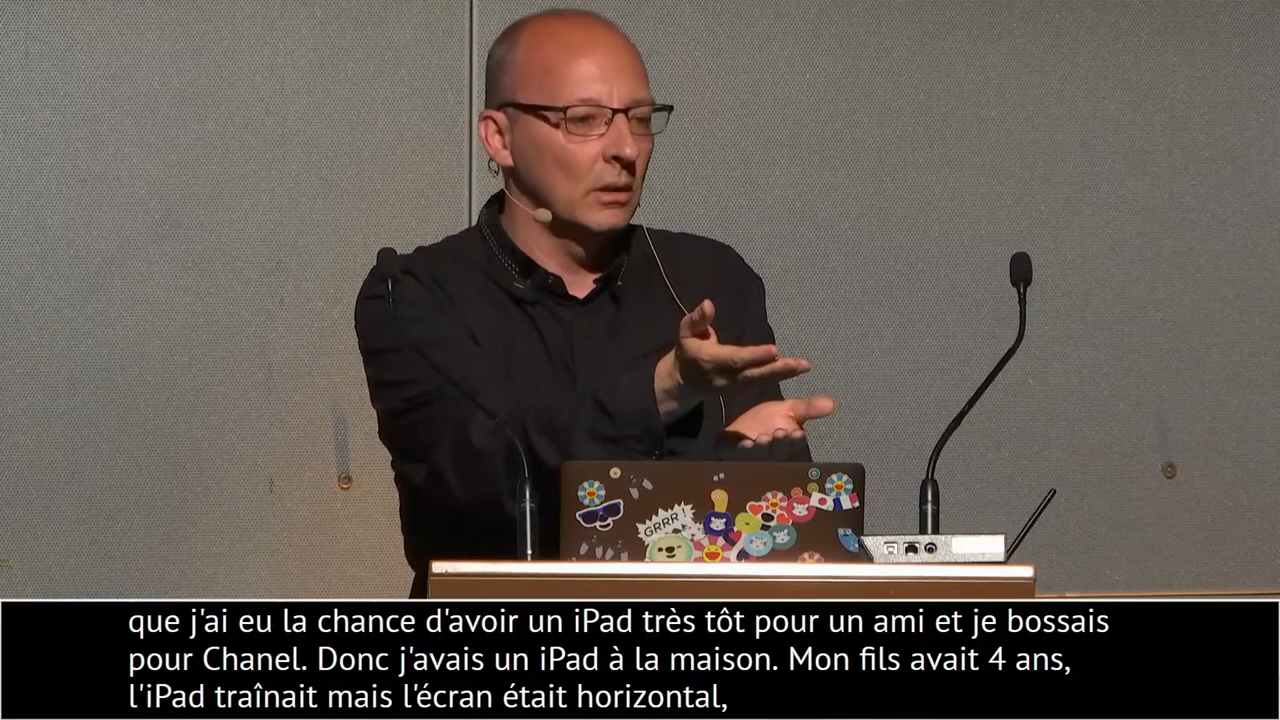 GRRR!
que j'ai eu la chance d'avoir un iPad très tôt pour un ami et je bossais
pour Chanel. Donc j'avais un iPad à la maison. Mon fils avait 4 ans,
l'iPad traînait mais l'écran était horizontal,